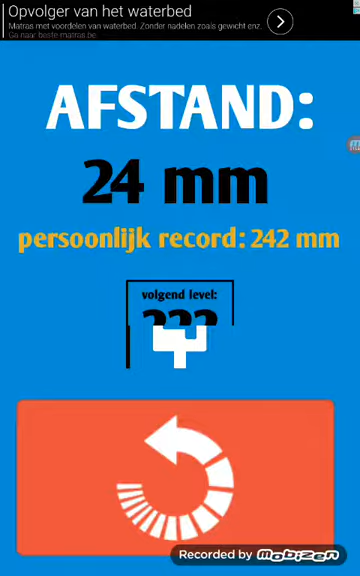 Opvolger van het waterbed
Matras met voordelen van waterbed. Zonder nadelen zoals gewicht enz.
Ga naar beste-matras.be
AFSTAND:
24 mm
persoonlijk record: 242 mm
volgend level:
Recorded by mobizen